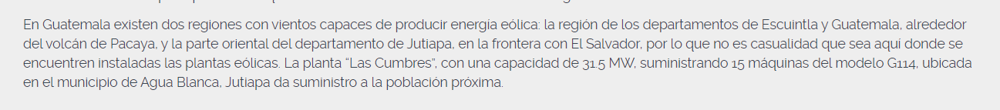 En Guatemala existen dos regiones con vientos capaces de producir energía eólica: la región de los departamentos de Escuintla y Guatemala, alrededor
del volcán de Pacaya, y la parte oriental del departamento de Jutiapa, en la frontera con El Salvador, por lo que no es casualidad que sea aquí donde se
encuentren instaladas las plantas eólicas. La planta “Las Cumbres”, con una capacidad de 31.5 MW, suministrando 15 máquinas del modelo G114, ubicada
en el municipio de Agua Blanca, Jutiapa da suministro a la población próxima.